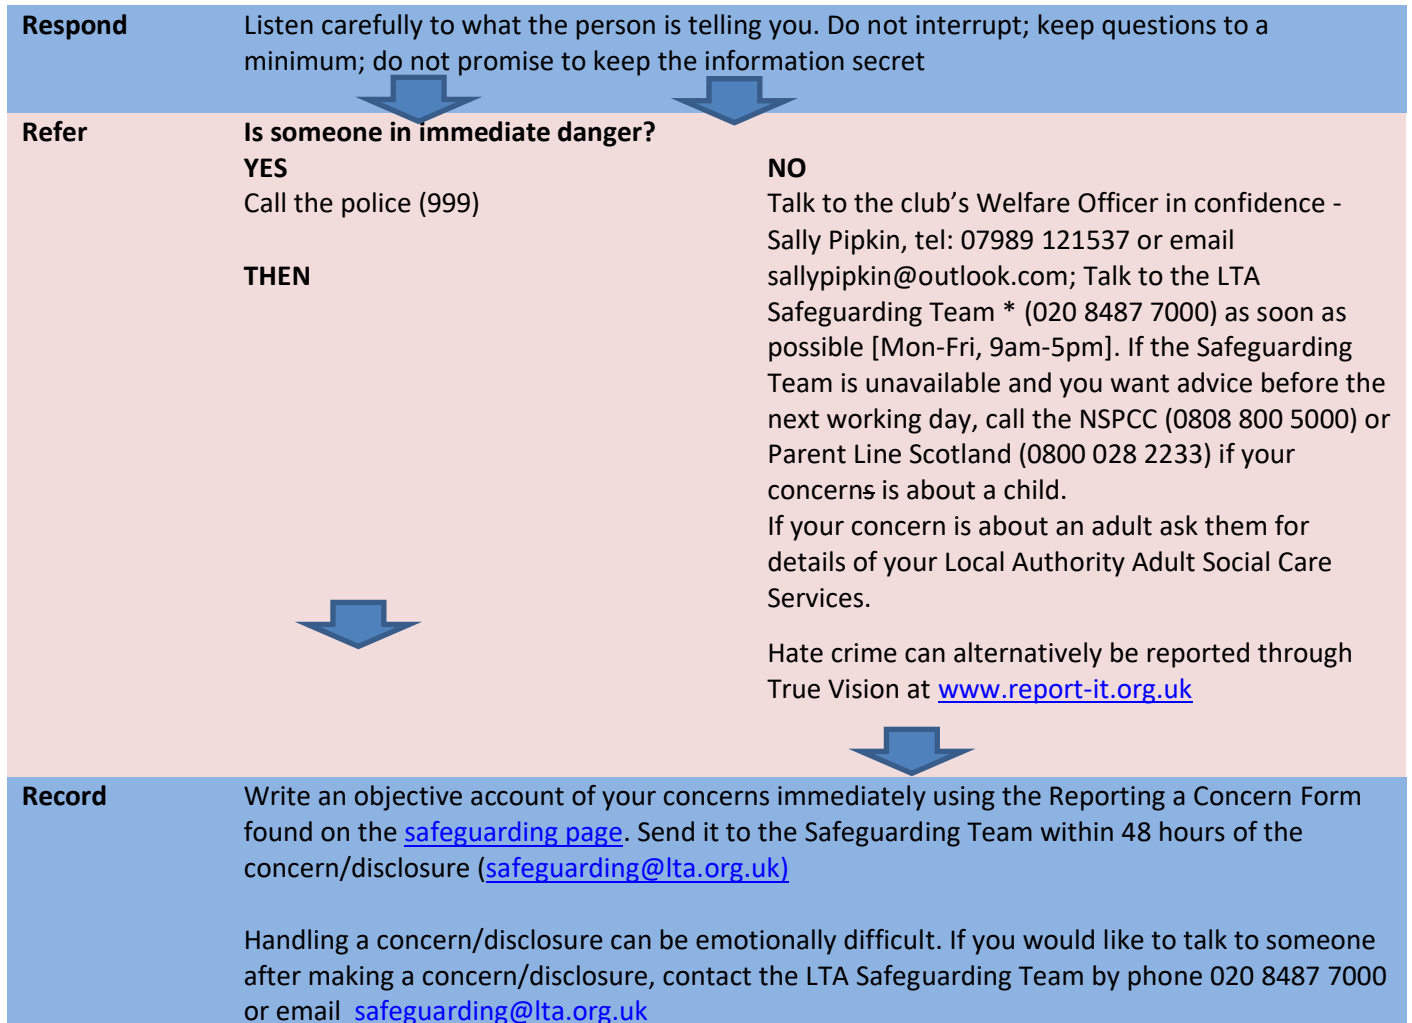 Respond
Listen carefully to what the person is telling you. Do not interrupt; keep questions to a
minimum; do not promise to keep the information secret
Refer
Is someone in immediate danger?
YES
Call the police (999)
THEN
NO
Talk to the club’s Welfare Officer in confidence -
Sally Pipkin, tel: 07989 121537 or email
sallypipkin@outlook.com; Talk to the LTA
Safeguarding Team * (020 8487 7000) as soon as
possible [Mon-Fri, 9am-5pm]. If the Safeguarding
Team is unavailable and you want advice before the
next working day, call the NSPCC (0808 800 5000) or
Parent Line Scotland (0800 028 2233) if your
concerns is about a child.
If your concern is about an adult ask them for
details of your Local Authority Adult Social Care
Services.
Hate crime can alternatively be reported through
True Vision at www.report-it.org.uk
Record
Write an objective account of your concerns immediately using the Reporting a Concern Form
found on the safeguarding page. Send it to the Safeguarding Team within 48 hours of the
concern/disclosure (safeguarding@lta.org.uk)
Handling a concern/disclosure can be emotionally difficult. If you would like to talk to someone
after making a concern/disclosure, contact the LTA Safeguarding Team by phone 020 8487 7000
or email safeguarding@lta.org.uk